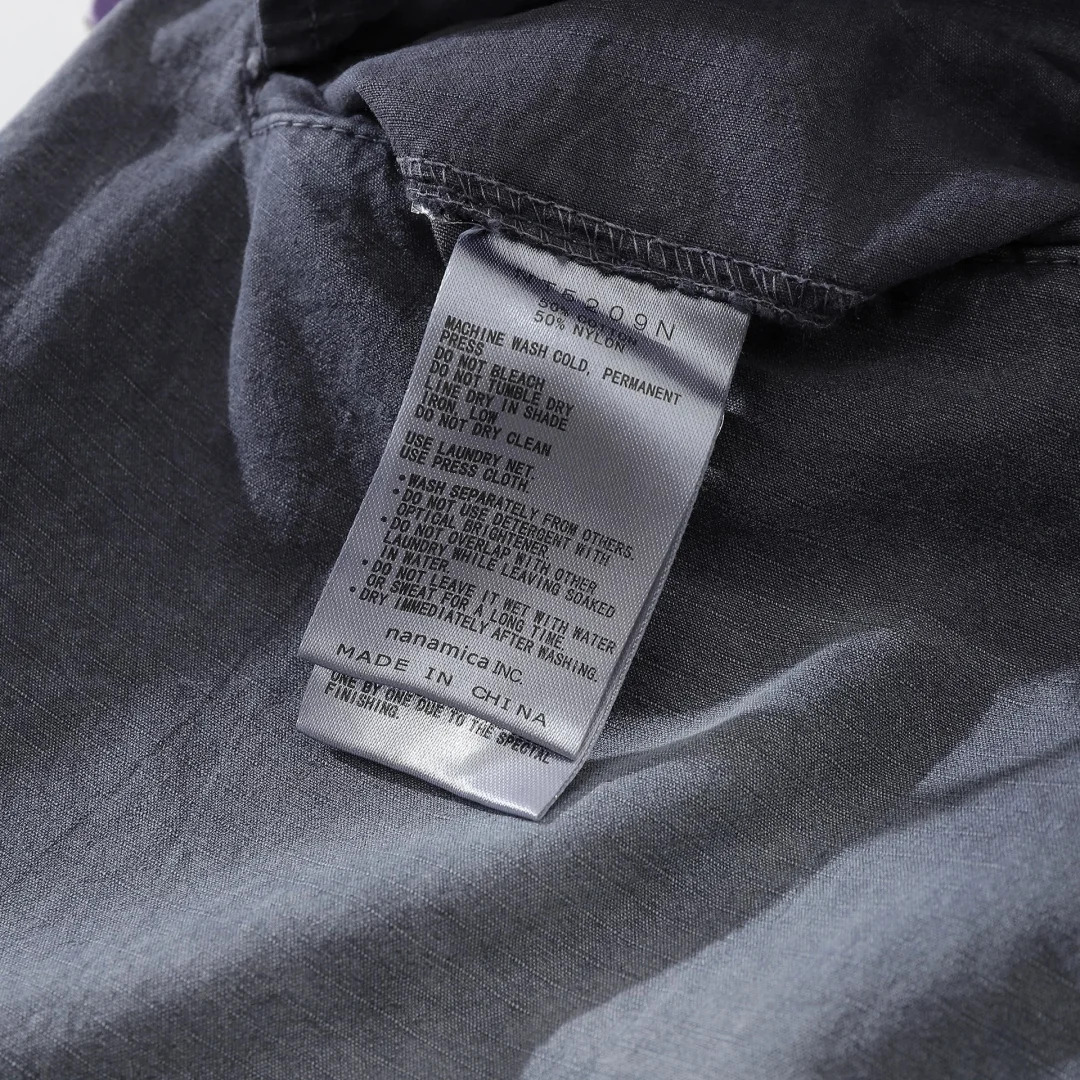 5209N
50% NYLON
MACHINE WASH COLD, PERMANENT
PRESS
DO NOT BLEACH
DO NOT TUMBLE DRY
LINE DRY IN SHADE
IRON, LOW
DO NOT DRY CLEAN
USE LAUNDRY NET.
USE PRESS CLOTH.
•WASH SEPARATELY FROM OTHERS.
•DO NOT USE DETERGENT WITH
OPTICAL BRIGHTENER
•DO NOT OVERLAP WITH OTHER
LAUNDRY WHILE LEAVING SOAKED
IN WATER
•DO NOT LEAVE IT WET WITH WATER
OR SWEAT FOR A LONG TIME.
•DRY IMMEDIATELY AFTER WASHING.
nanamica INC.
MADE IN CHINA
ONE BY ONE DUE TO THE SPECIAL
FINISHING.